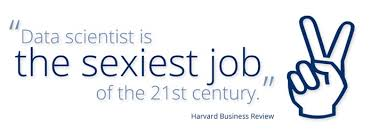 “Data scientist is
the sexiest job
of the 21st century.”
Harvard Business Review